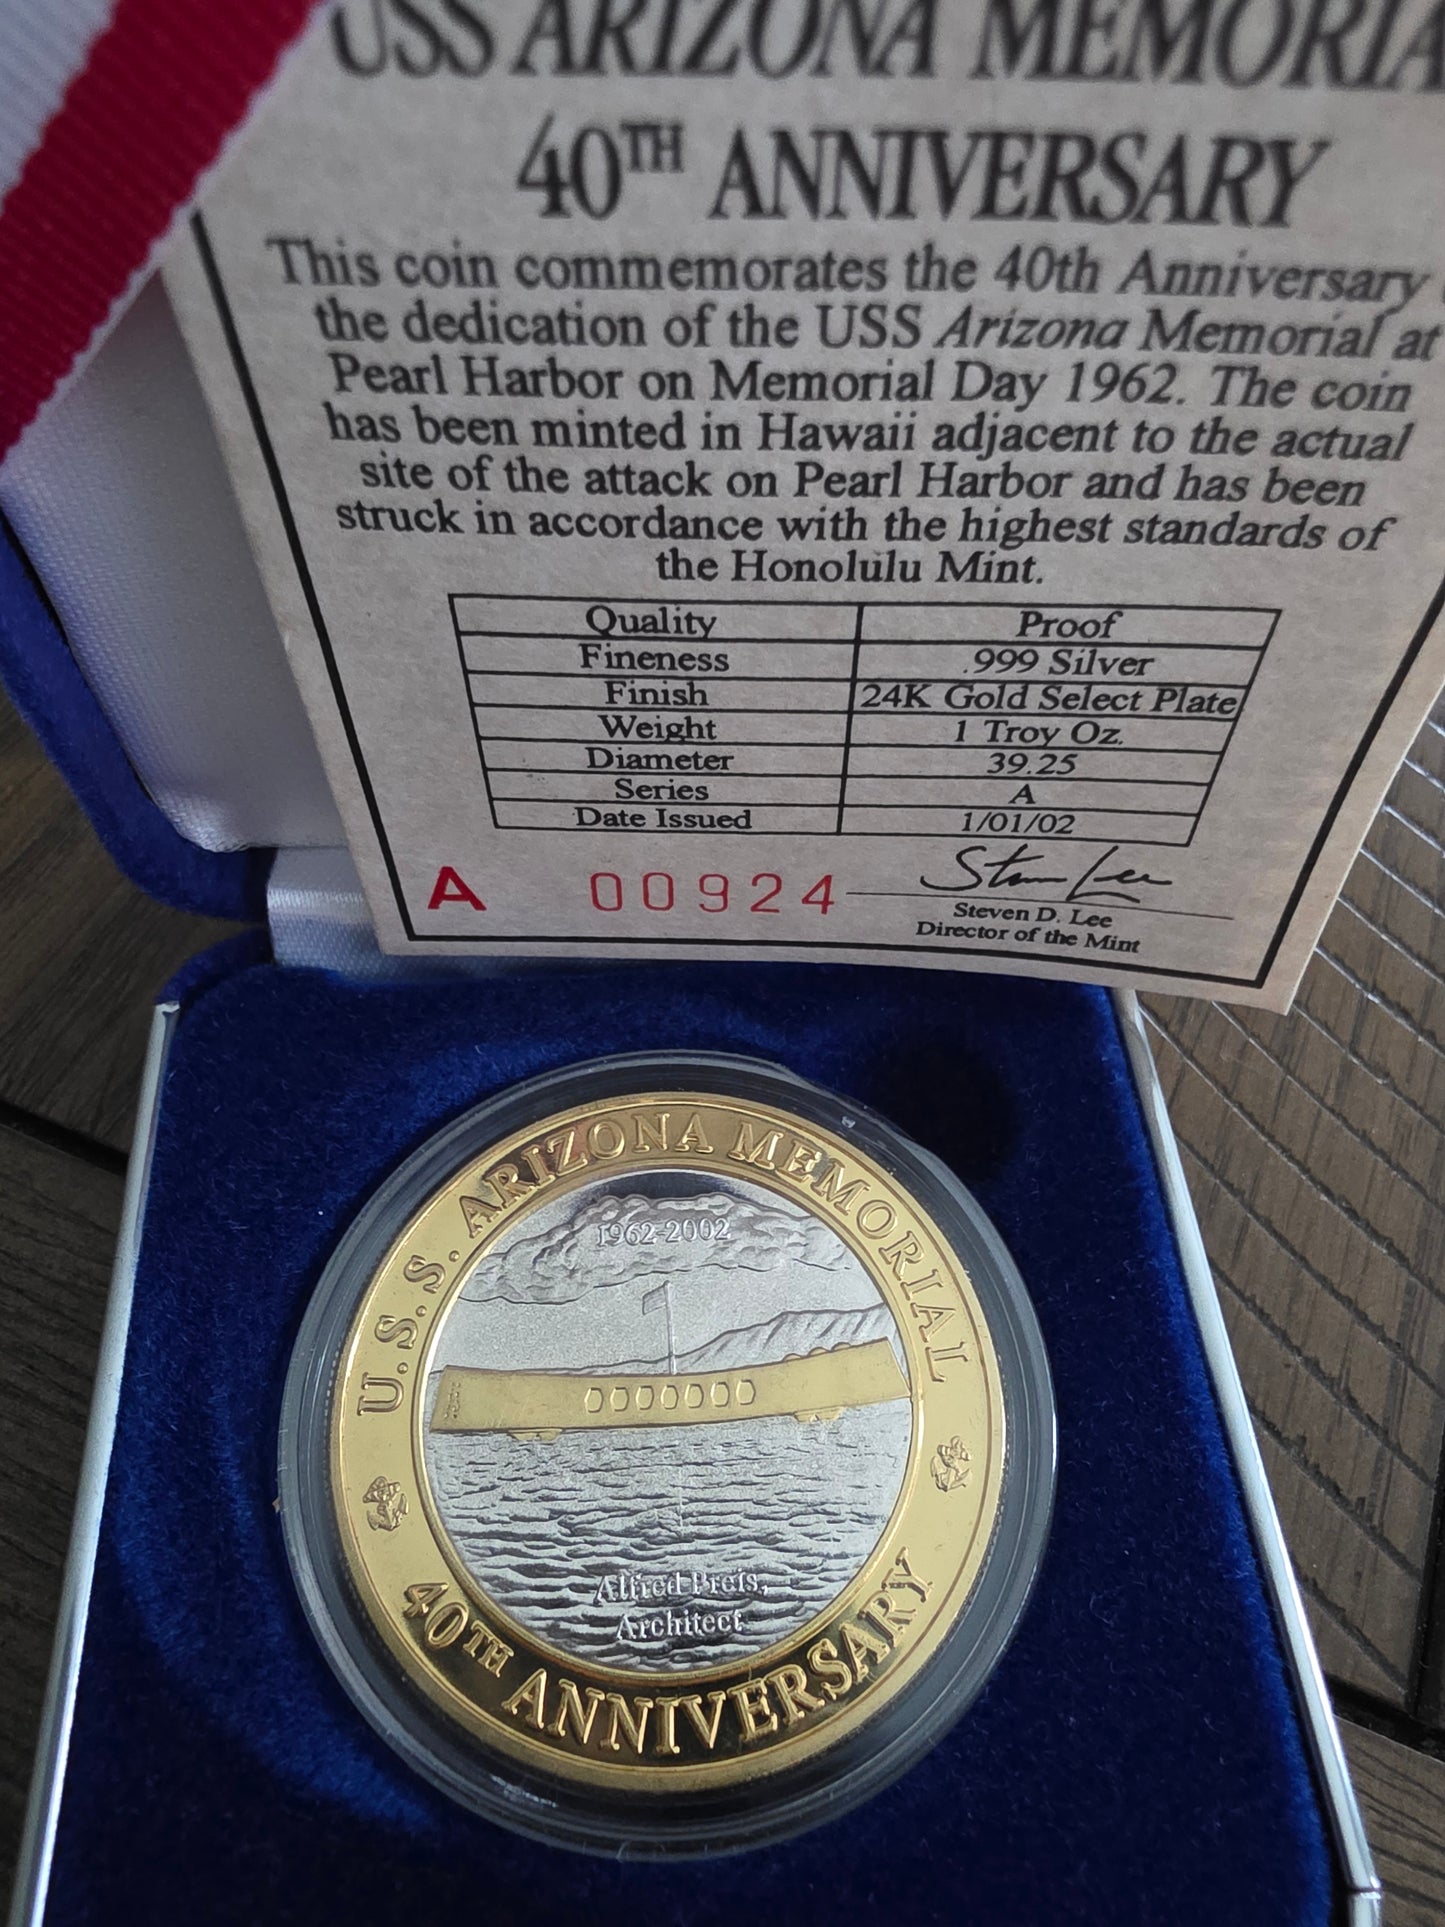 USS ARIZONA MEMORIA
40TH ANNIVERSARY
This coin commemorates the 40th Anniversary
the dedication of the USS Arizona Memorial at
Pearl Harbor on Memorial Day 1962. The coin
has been minted in Hawaii adjacent to the actual
site of the attack on Pearl Harbor and has been
struck in accordance with the highest standards of
the Honolulu Mint.
Quality Proof
Fineness .999 Silver
Finish 24K Gold Select Plate
Weight 1 Troy Oz.
Diameter 39.25
Series A
Date Issued 1/01/02
A 00924
Steven Lee
Steven D. Lee
Director of the Mint
U.S.S. ARIZONA MEMORIAL
1962-2002
Alfred Preis,
Architect
40TH ANNIVERSARY